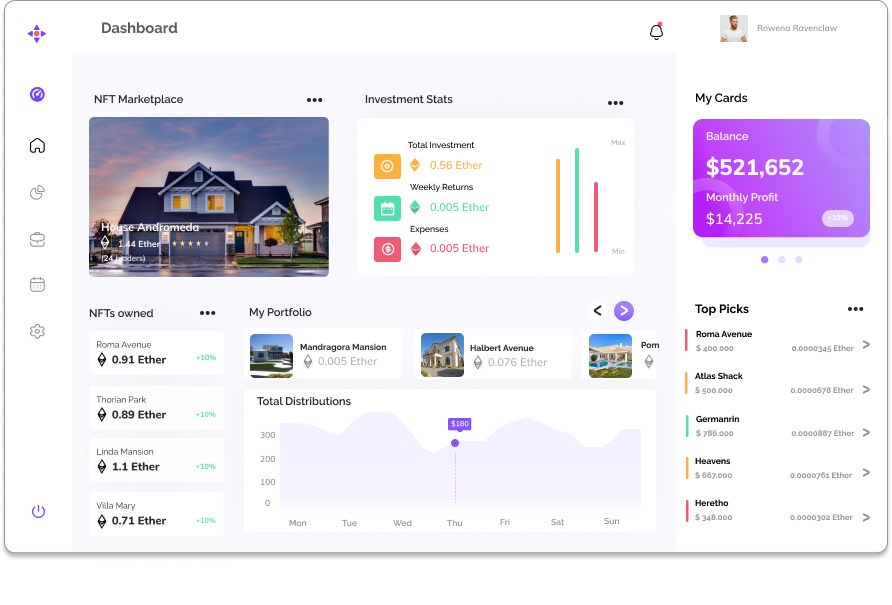 Dashboard
Rowena Ravenclaw
NFT Marketplace
House Andromeda
1.44 Ether
(24 bidders)
Investment Stats
Total Investment
0.56 Ether
Weekly Returns
0.005 Ether
Expenses
0.005 Ether
Max
Min
My Cards
Balance
$521,652
Monthly Profit
$14,225
+10%
NFTs owned
Roma Avenue
0.91 Ether
+10%
Thorian Park
0.89 Ether
+10%
Linda Mansion
1.1 Ether
+10%
Villa Mary
0.71 Ether
+10%
My Portfolio
Mandragora Mansion
0.005 Ether
Halbert Avenue
0.076 Ether
Pom
Total Distributions
$180
300
200
100
0
Mon
Tue
Wed
Thu
Fri
Sat
Sun
Top Picks
Roma Avenue
$ 400.000
0.0000345 Ether
Atlas Shack
$ 500.000
0.0000678 Ether
Germanrin
$ 786.000
0.0000887 Ether
Heavens
$ 667.000
0.0000761 Ether
Heretho
$ 348.000
0.0000302 Ether